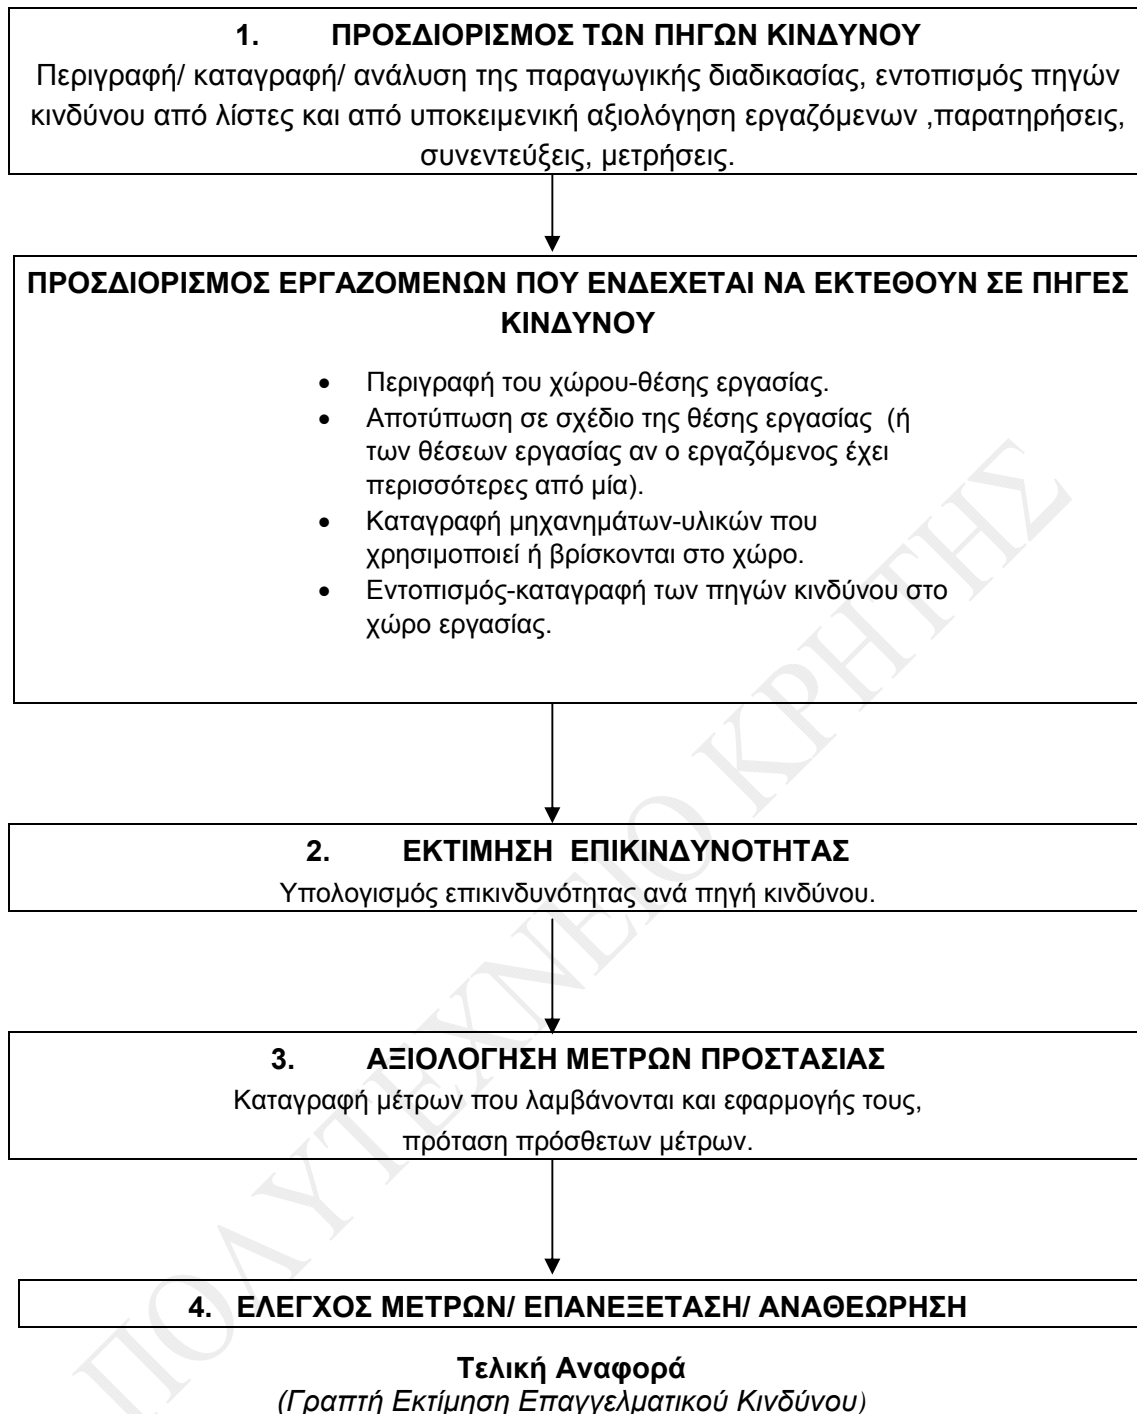 1. ΠΡΟΣΔΙΟΡΙΣΜΟΣ ΤΩΝ ΠΗΓΩΝ ΚΙΝΔΥΝΟΥ
Περιγραφή/ καταγραφή/ ανάλυση της παραγωγικής διαδικασίας, εντοπισμός πηγών
κινδύνου από λίστες και από υποκειμενική αξιολόγηση εργαζόμενων ,παρατηρήσεις,
συνεντεύξεις, μετρήσεις.
ΠΡΟΣΔΙΟΡΙΣΜΟΣ ΕΡΓΑΖΟΜΕΝΩΝ ΠΟΥ ΕΝΔΕΧΕΤΑΙ ΝΑ ΕΚΤΕΘΟΥΝ ΣΕ ΠΗΓΕΣ
ΚΙΝΔΥΝΟΥ
• Περιγραφή του χώρου-θέσης εργασίας.
• Αποτύπωση σε σχέδιο της θέσης εργασίας (ή
των θέσεων εργασίας αν ο εργαζόμενος έχει
περισσότερες από μία).
• Καταγραφή μηχανημάτων-υλικών που
χρησιμοποιεί ή βρίσκονται στο χώρο.
• Εντοπισμός-καταγραφή των πηγών κινδύνου στο
χώρο εργασίας.
2. ΕΚΤΙΜΗΣΗ ΕΠΙΚΙΝΔΥΝΟΤΗΤΑΣ
Υπολογισμός επικινδυνότητας ανά πηγή κινδύνου.
3. ΑΞΙΟΛΟΓΗΣΗ ΜΕΤΡΩΝ ΠΡΟΣΤΑΣΙΑΣ
Καταγραφή μέτρων που λαμβάνονται και εφαρμογής τους,
πρόταση πρόσθετων μέτρων.
4. ΕΛΕΓΧΟΣ ΜΕΤΡΩΝ/ ΕΠΑΝΕΞΕΤΑΣΗ/ ΑΝΑΘΕΩΡΗΣΗ
Τελική Αναφορά
(Γραπτή Εκτίμηση Επαγγελματικού Κινδύνου)
ΠΟΛΥΤΕΧΝΕΙΟ ΚΡΗΤΗΣ